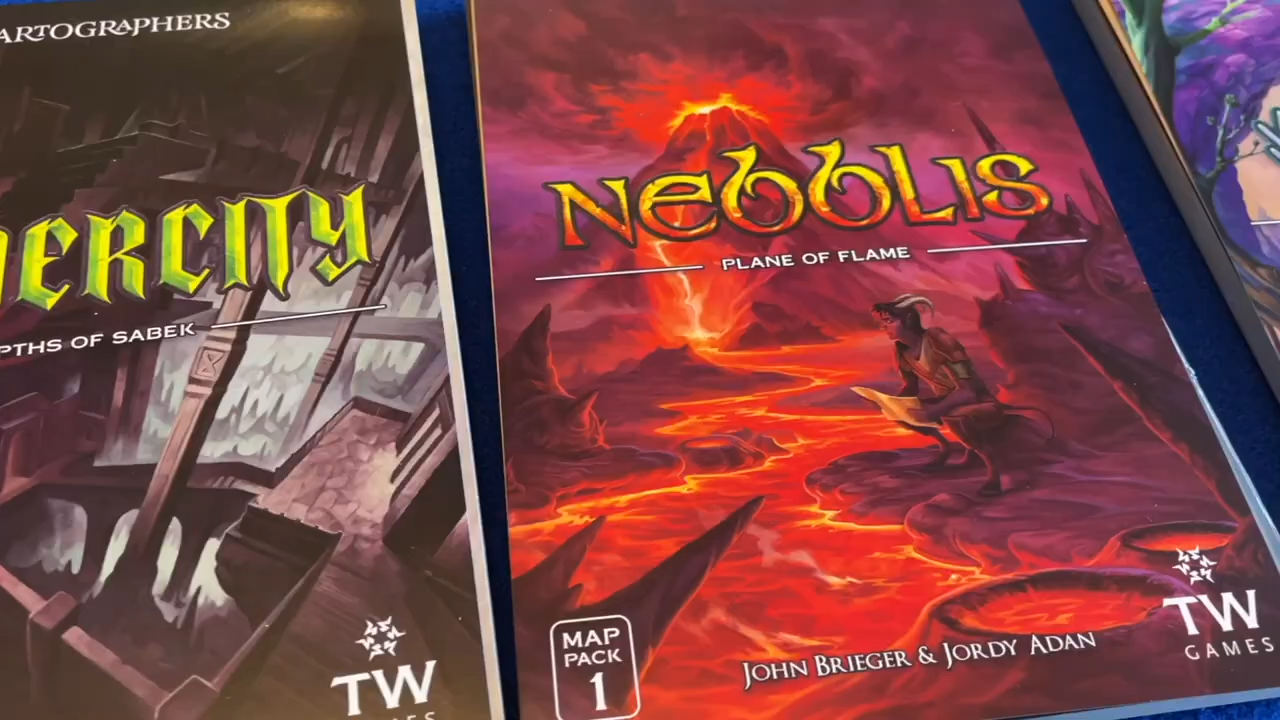 ARTOGRAPHERS
ERCITY
PTHS OF SABEK
TW
NEBBLIS
PLANE OF FLAME
MAP
PACK
1
JOHN BRIEGER & JORDY ADAN
TW
GAMES